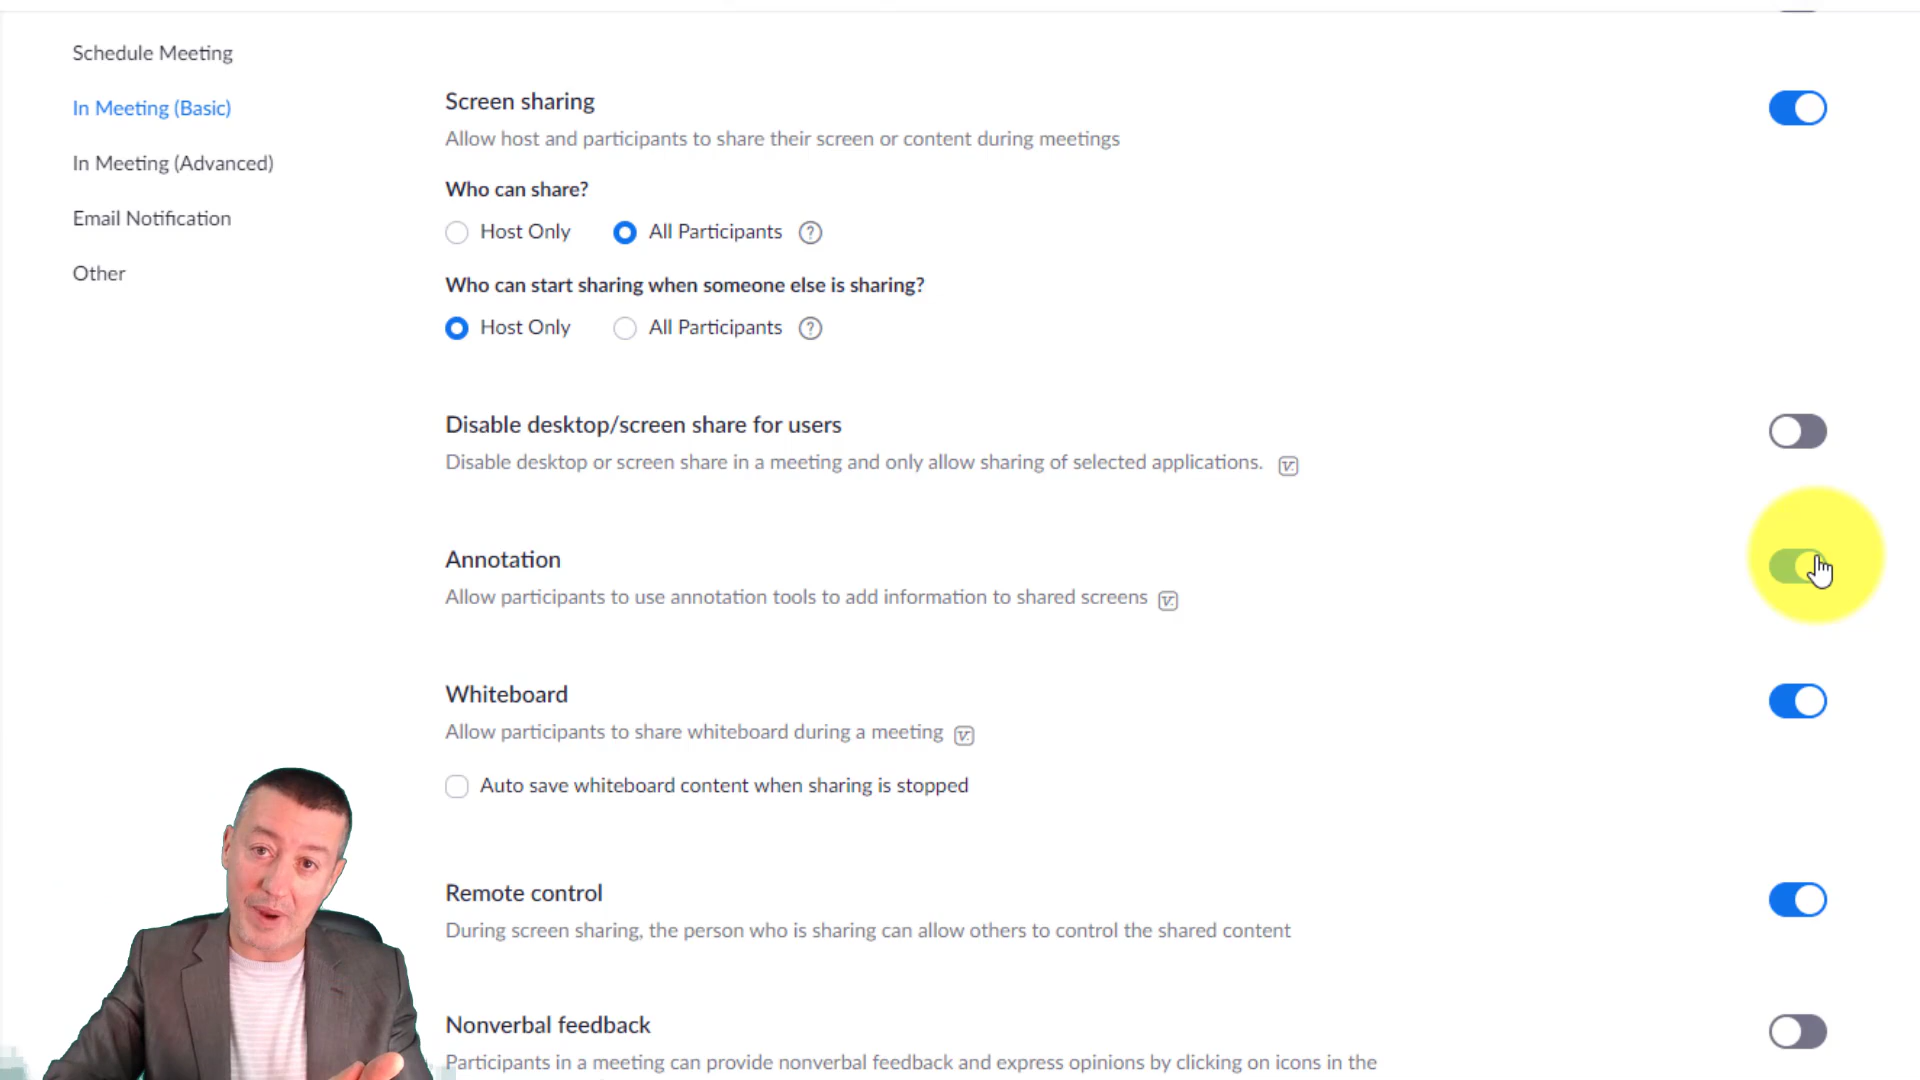 Schedule Meeting
In Meeting (Basic)
In Meeting (Advanced)
Email Notification
Other
Screen sharing
Allow host and participants to share their screen or content during meetings
Who can share?
Host Only All Participants ?
Who can start sharing when someone else is sharing?
Host Only All Participants ?
Disable desktop/screen share for users
Disable desktop or screen share in a meeting and only allow sharing of selected applications. v.
Annotation
Allow participants to use annotation tools to add information to shared screens v.
Whiteboard
Allow participants to share whiteboard during a meeting v.
Auto save whiteboard content when sharing is stopped
Remote control
During screen sharing, the person who is sharing can allow others to control the shared content
Nonverbal feedback
Participants in a meeting can provide nonverbal feedback and express opinions by clicking on icons in the